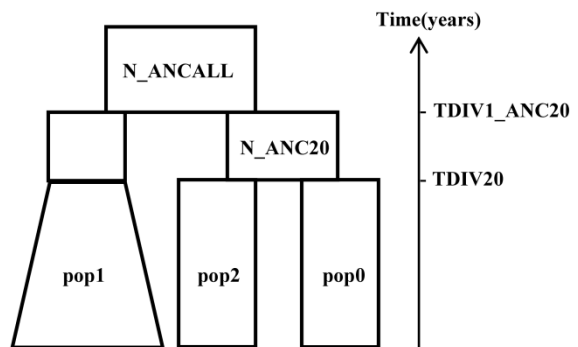 Time(years)
N_ANCALL
TDIV1_ANC20
N_ANC20
TDIV20
pop1
pop2
pop0